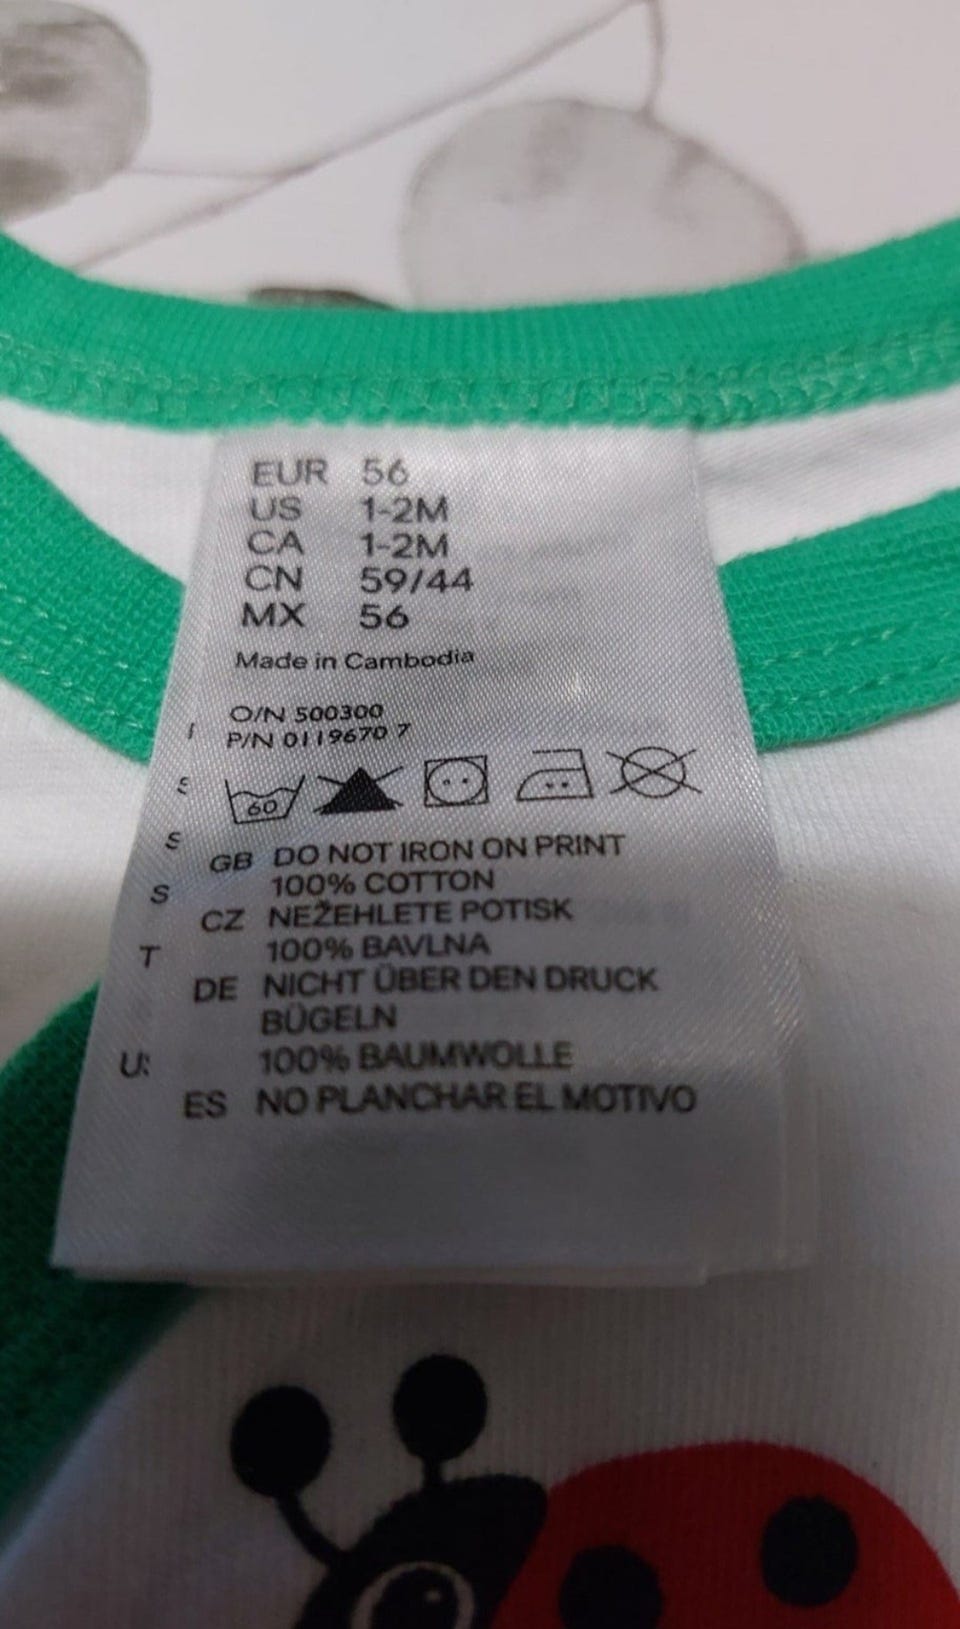 EUR 56
US 1-2M
CA 1-2M
CN 59/44
MX 56
Made in Cambodia
O/N 500300
P/N 0119670 7
60
GB DO NOT IRON ON PRINT
100% COTTON
CZ NEŽEHLETE POTISK
100% BAVLNA
DE NICHT ÜBER DEN DRUCK
BÜGELN
100% BAUMWOLLE
ES NO PLANCHAR EL MOTIVO